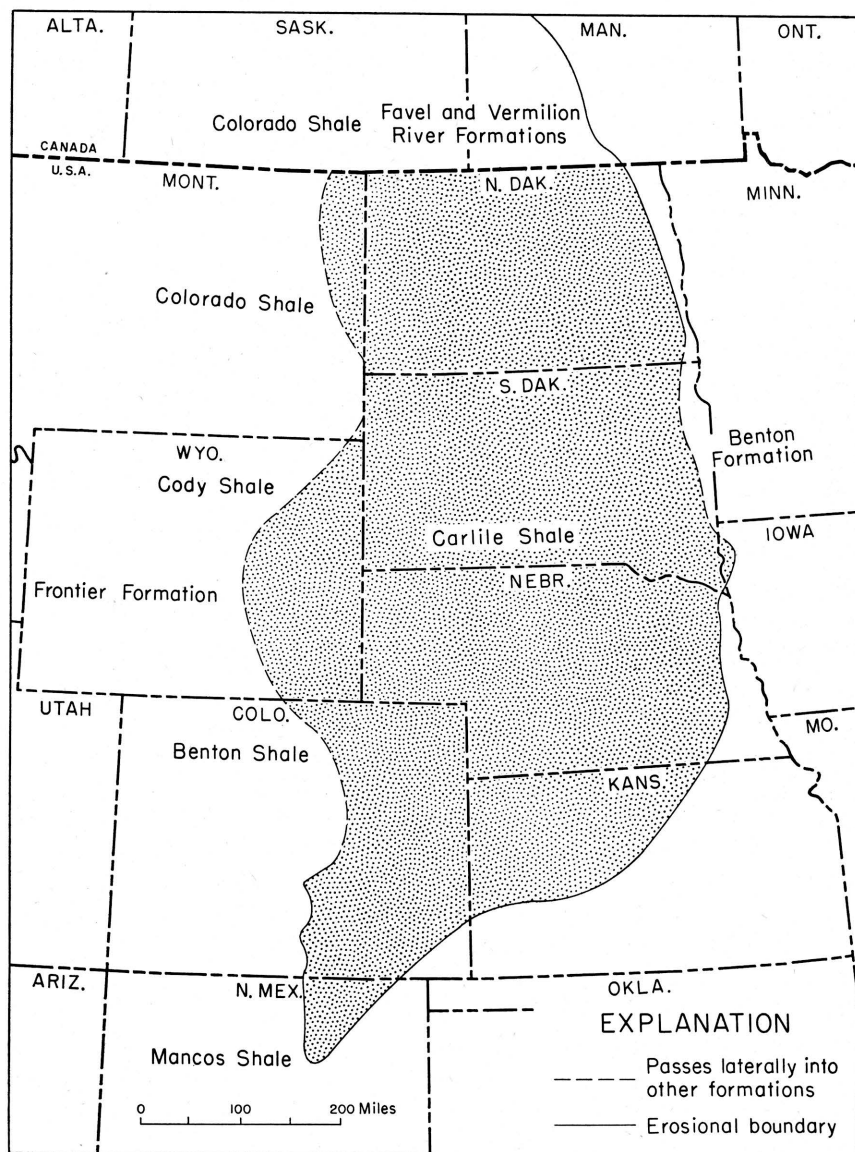 ALTA.
SASK.
MAN.
ONT.
Colorado Shale
Favel and Vermilion
River Formations
CANADA
U.S.A.
MONT.
N. DAK.
MINN.
Colorado Shale
S. DAK.
Benton
Formation
WYO.
Cody Shale
Carlile Shale
IOWA
NEBR.
Frontier Formation
UTAH
COLO.
MO.
Benton Shale
KANS.
ARIZ.
N. MEX.
OKLA.
Mancos Shale
0 100 200 Miles
EXPLANATION
Passes laterally into
other formations
Erosional boundary